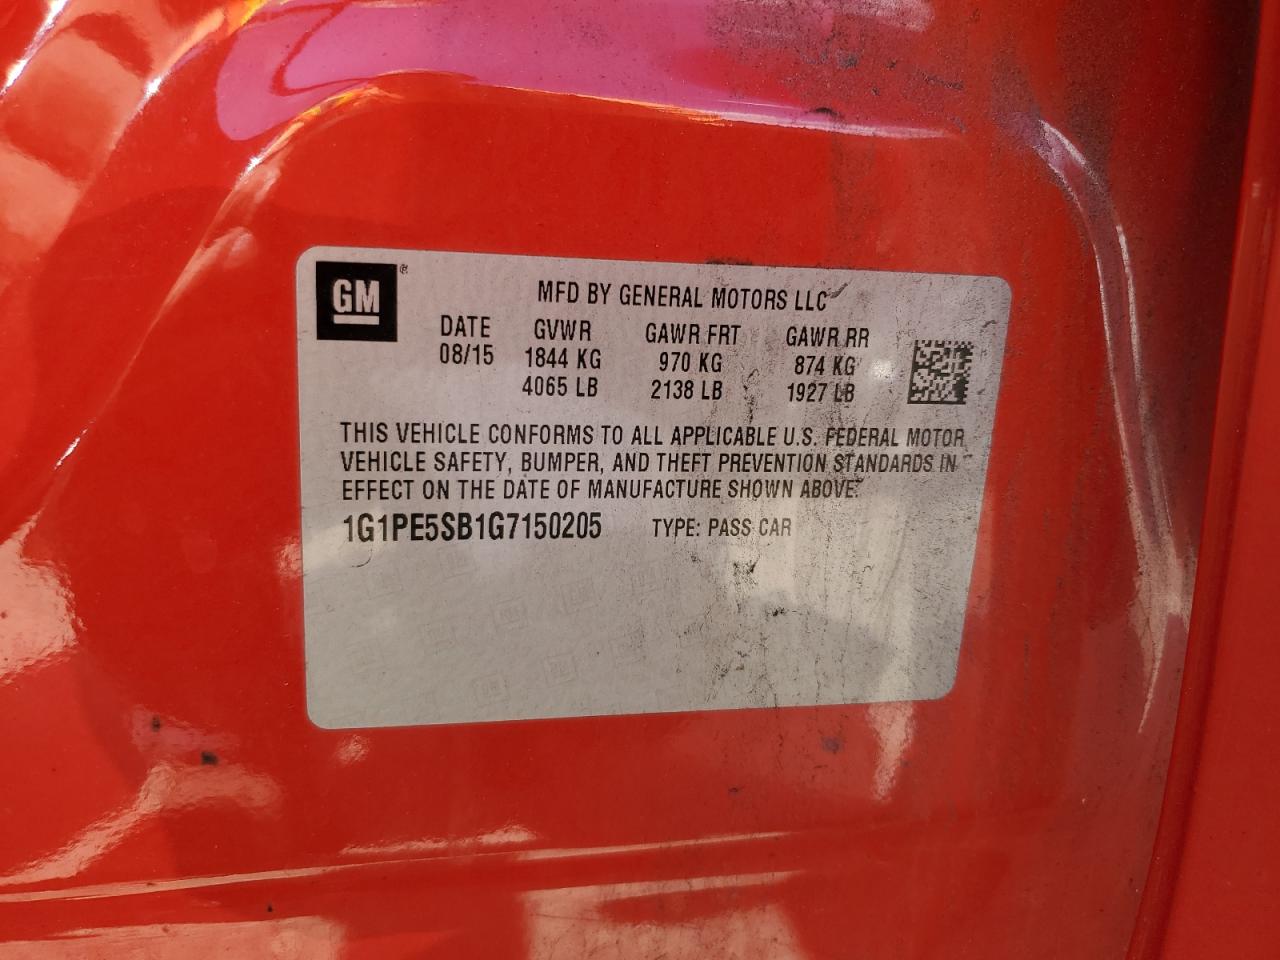 GM®
MFD BY GENERAL MOTORS LLC
DATE GVWR GAWR FRT GAWR RR
08/15 1844 KG 970 KG 874 KG
4065 LB 2138 LB 1927 LB
THIS VEHICLE CONFORMS TO ALL APPLICABLE U.S. FEDERAL MOTOR
VEHICLE SAFETY, BUMPER, AND THEFT PREVENTION STANDARDS IN
EFFECT ON THE DATE OF MANUFACTURE SHOWN ABOVE.
1G1PE5SB1G7150205 TYPE: PASS CAR